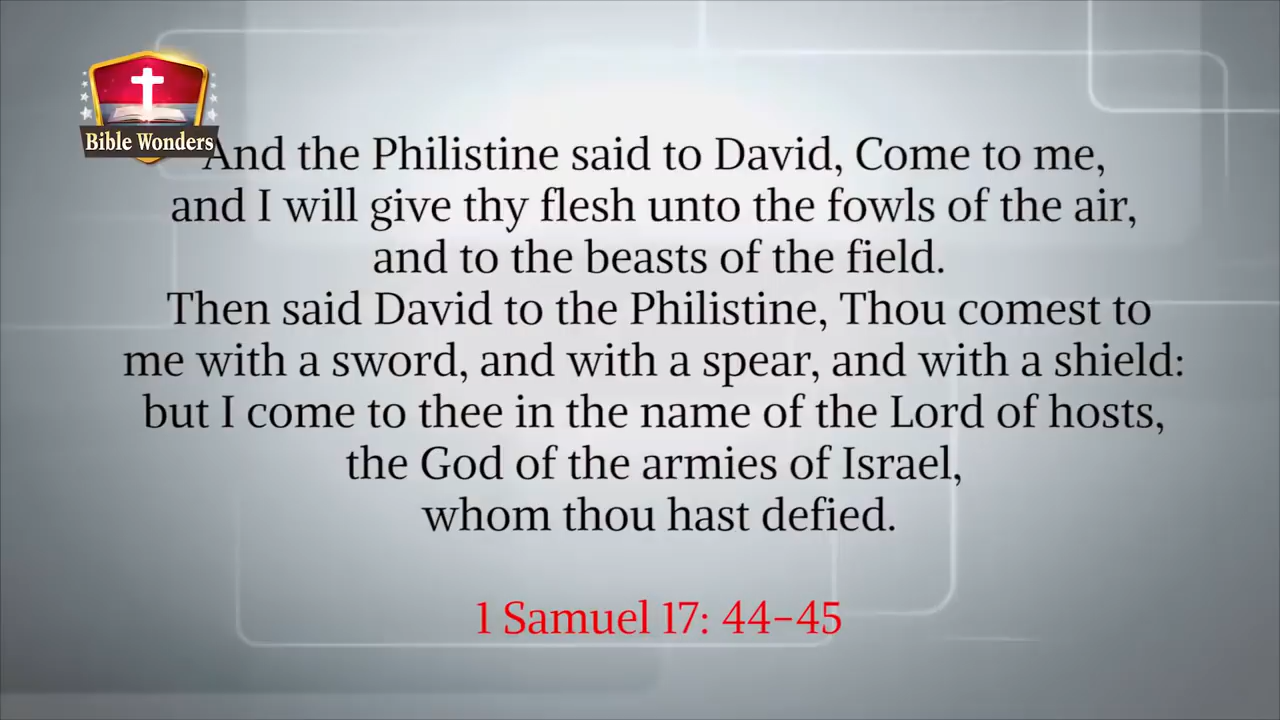 Bible Wonders
And the Philistine said to David, Come to me,
and I will give thy flesh unto the fowls of the air,
and to the beasts of the field.
Then said David to the Philistine, Thou comest to
me with a sword, and with a spear, and with a shield:
but I come to thee in the name of the Lord of hosts,
the God of the armies of Israel,
whom thou hast defied.
1 Samuel 17: 44–45